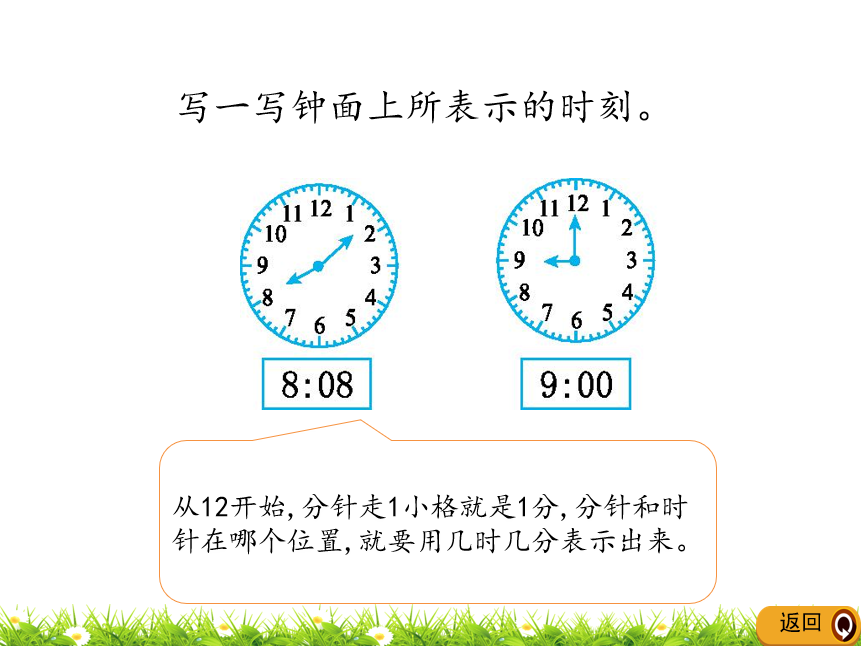 写一写钟面上所表示的时刻。
11 12 1
10 2
9 3
8 4
7 6 5
11 12 1
10 2
9 3
8 4
7 6 5
8:08 9:00
从12开始,分针走1小格就是1分,分针和时
针在哪个位置,就要用几时几分表示出来。
返回